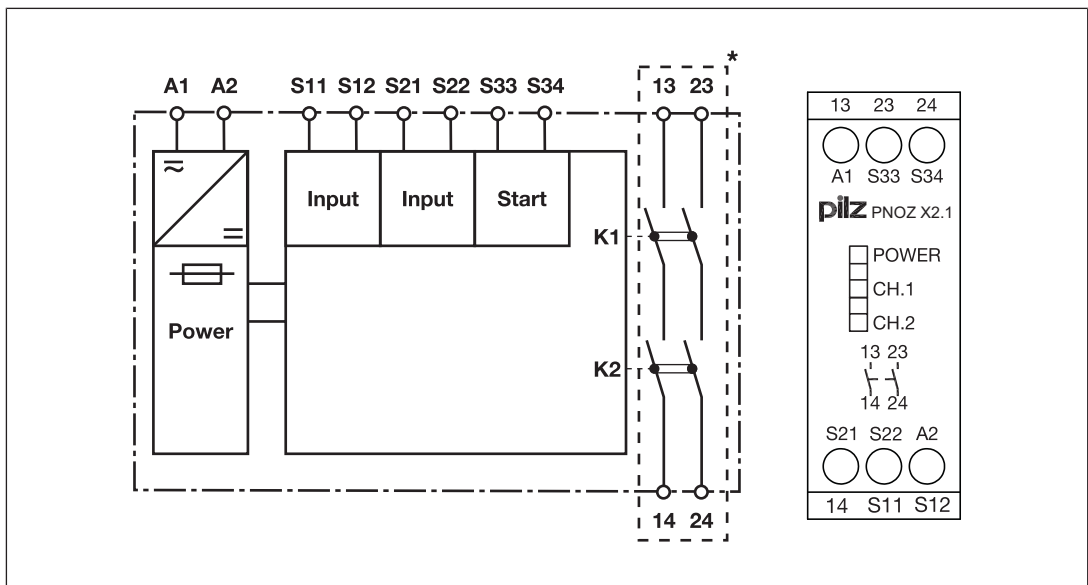 *
A1 A2 S11 S12 S21 S22 S33 S34 13 23
Input Input Start
K1
Power
K2
14 24
13 23 24
A1 S33 S34
pilz PNOZ X2.1
POWER
CH.1
CH.2
13 23
14 24
S21 S22 A2
14 S11 S12